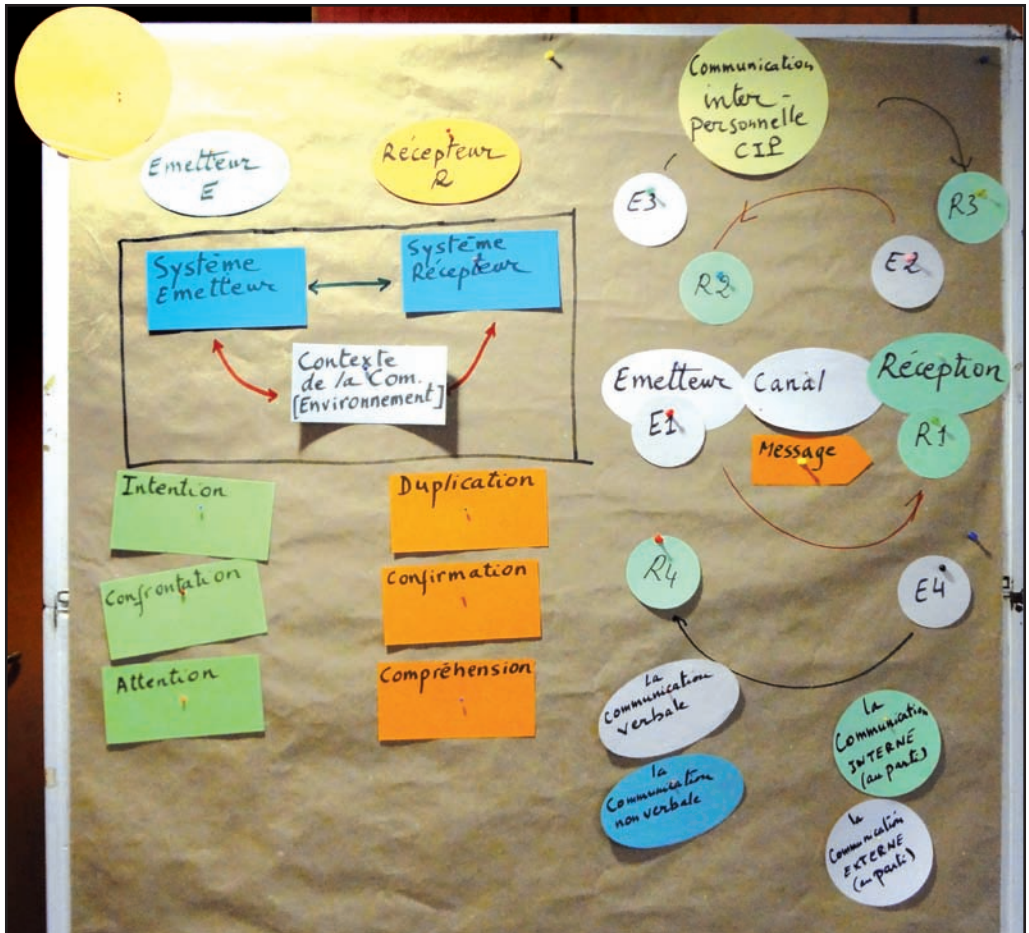 Emetteur
E
Récepteur
R
Système
Emetteur
Système
Récepteur
Contexte
de la Com.
[Environnement]
Intention
Confrontation
Attention
Duplication
Confirmation
Compréhension
Communication
inter-
personnelle
CIP
E3
R3
R2
E2
Emetteur
Canal
Réception
E1
Message
R1
R4
E4
la
Communication
verbale
la
Communication
non verbale
la
Communication
INTERNE
(au parti)
la
Communication
EXTERNE
(au parti)